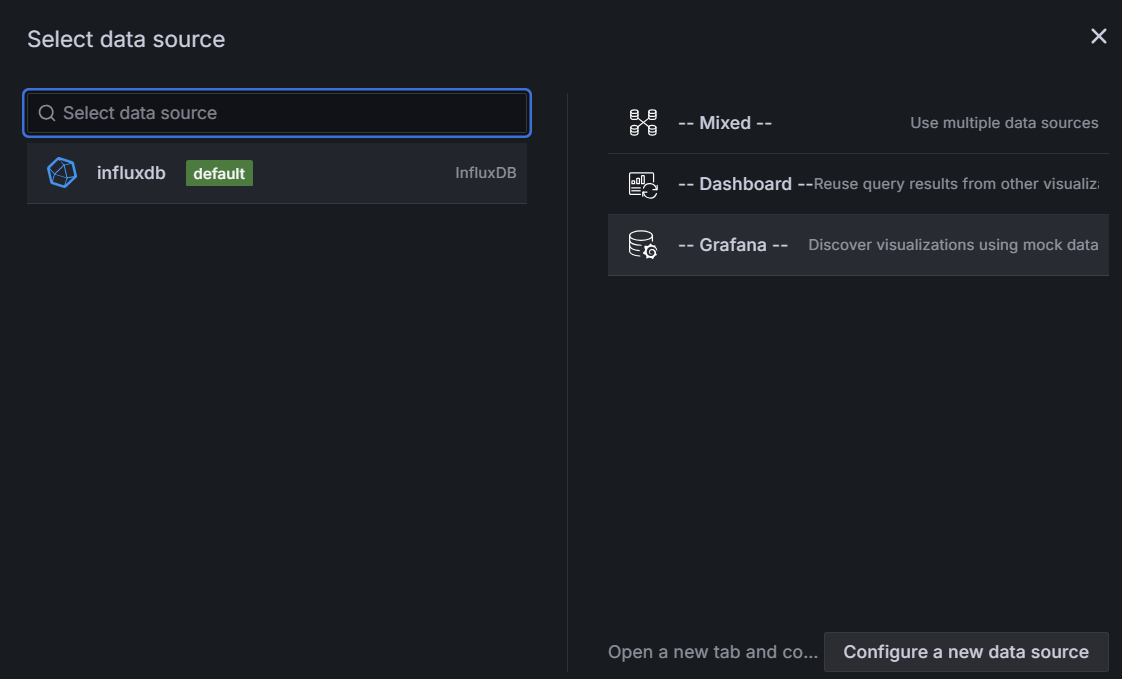 Select data source
Select data source
influxdb default InfluxDB
-- Mixed -- Use multiple data sources
-- Dashboard -- Reuse query results from other visualiz
-- Grafana -- Discover visualizations using mock data
Open a new tab and co... Configure a new data source